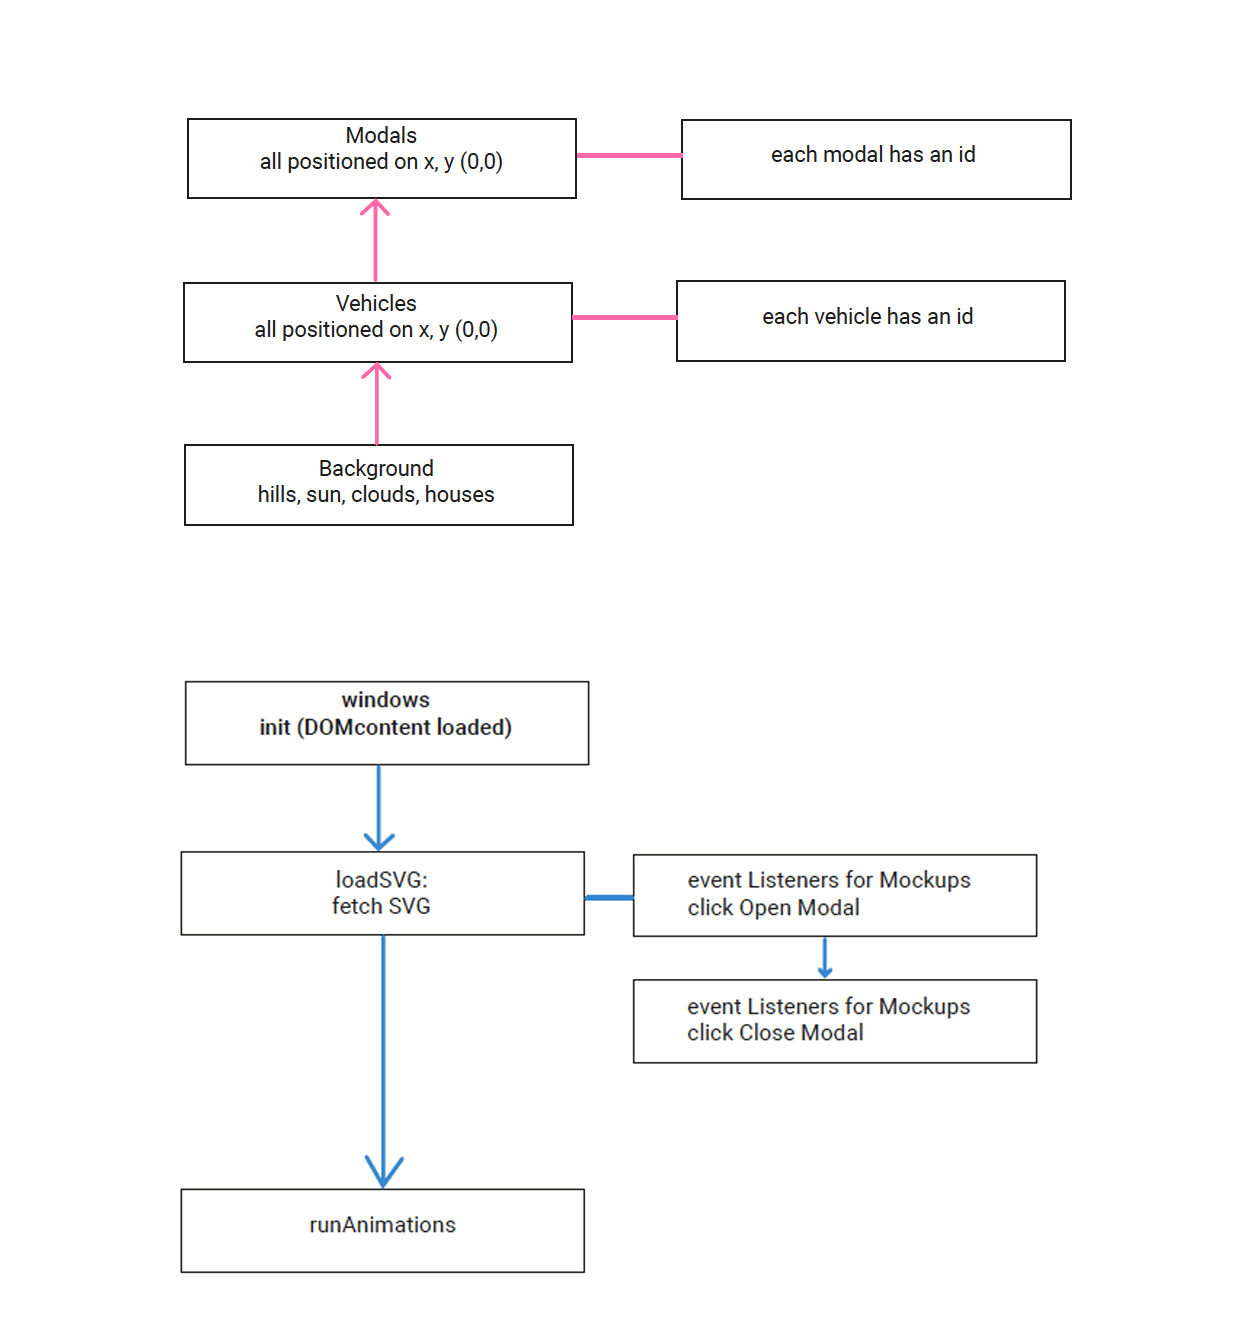 Modals
all positioned on x, y (0,0)
each modal has an id
Vehicles
all positioned on x, y (0,0)
each vehicle has an id
Background
hills, sun, clouds, houses
windows
init (DOMcontent loaded)
loadSVG:
fetch SVG
event Listeners for Mockups
click Open Modal
event Listeners for Mockups
click Close Modal
runAnimations